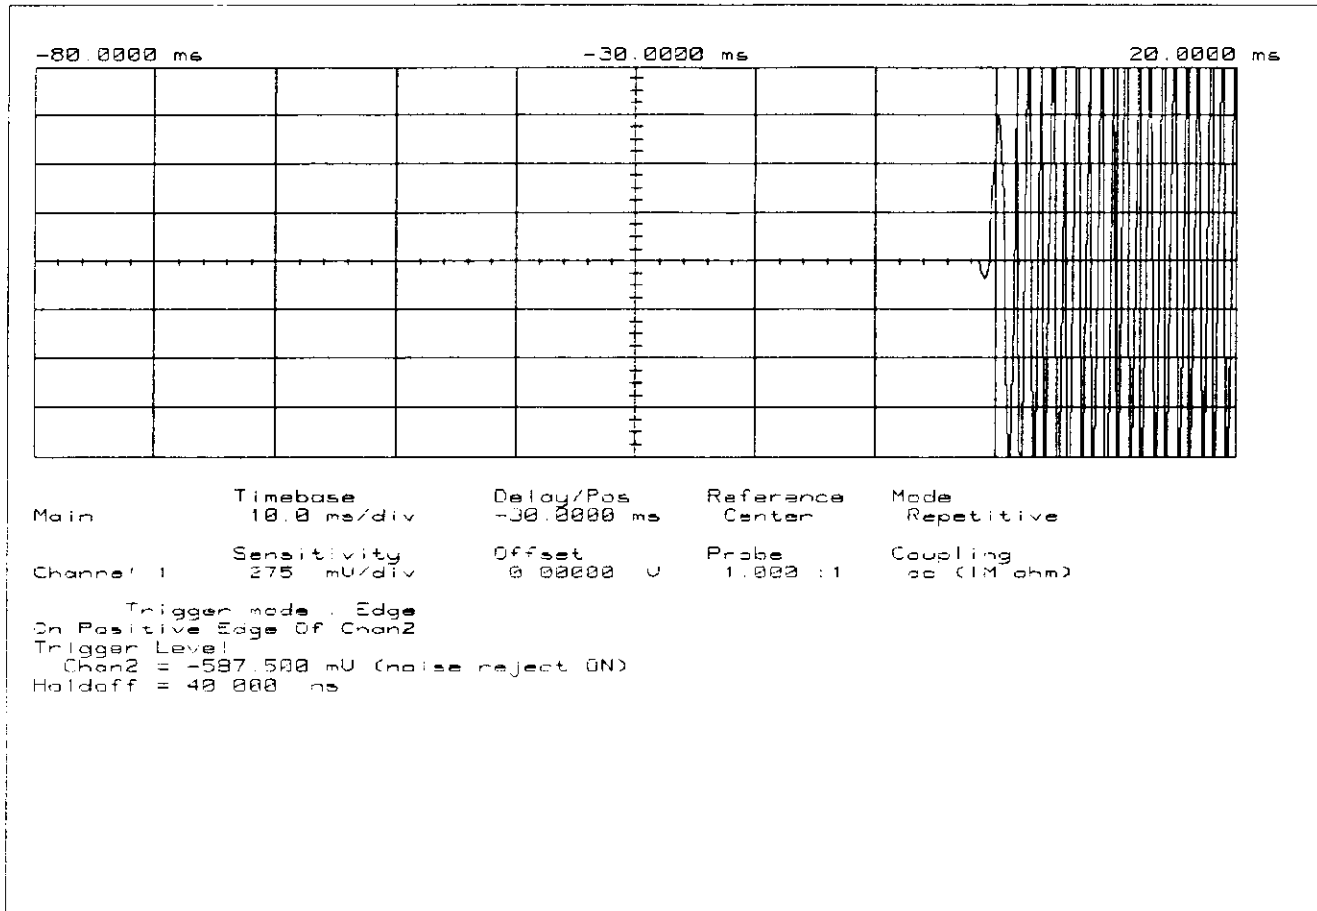 -80.0000 ms -30.0000 ms 20.0000 ms
Timebase Delay/Pos Reference Mode
Main 10.0 ms/div -30.0000 ms Center Repetitive
Sensitivity Offset Probe Coupling
Channel 1 275 mV/div 0.00000 V 1.000 :1 (1M ohm)
Trigger mode : Edge
On Positive Edge Of Chan2
Trigger Level
Chan2 = -587.500 mV (noise reject ON)
Holdoff = 40.000 ns